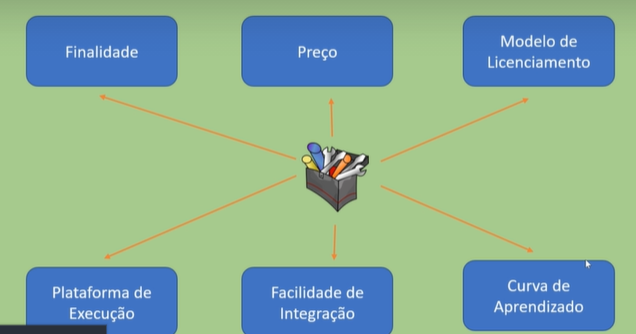 Finalidade
Preço
Modelo de
Licenciamento
Plataforma de
Execução
Facilidade de
Integração
Curva de
Aprendizado